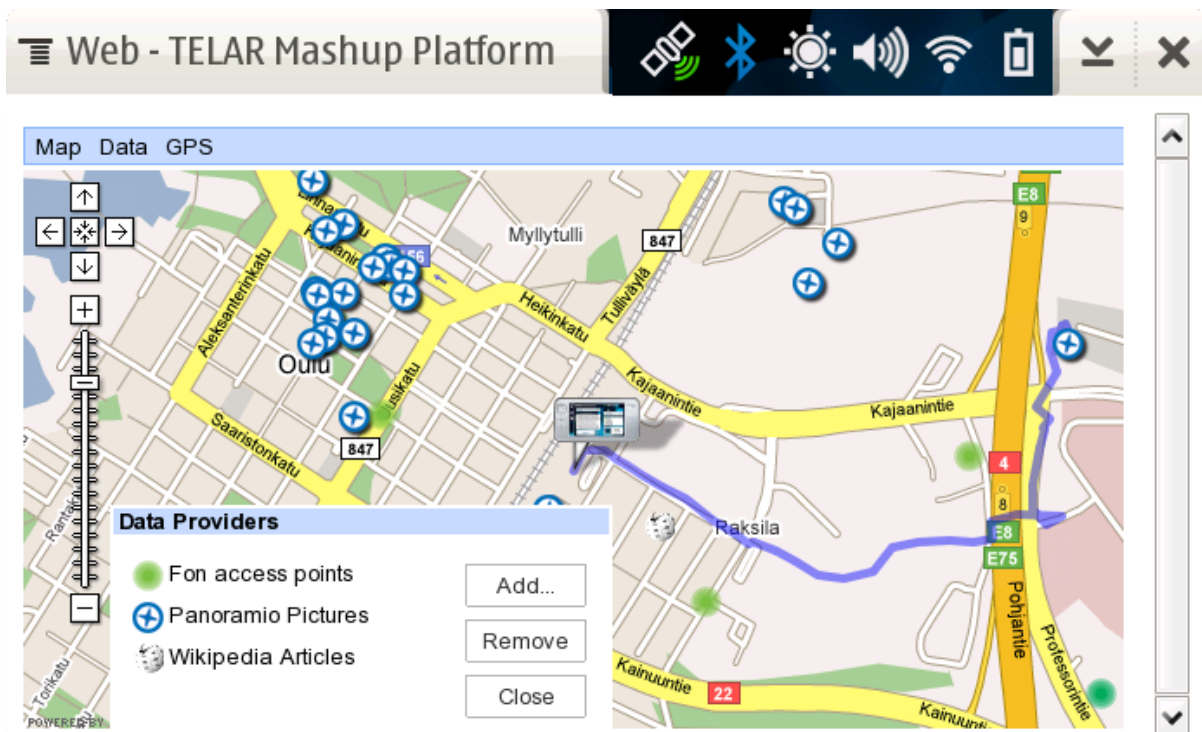 Web - TELAR Mashup Platform
Map Data GPS
E8
9
Myllytulli
847
Tulliväylä
Heikinkatu
Aleksanterinkatu
Oulu
Kajaanintie
Kajaanintie
847
Saaristonkatu
4
8
Raksila
E8
E75
Pohjantie
Professorintie
Data Providers
Fon access points
Panoramio Pictures
Wikipedia Articles
Add...
Remove
Close
Kainuuntie
22
Torikatu
POWERED BY